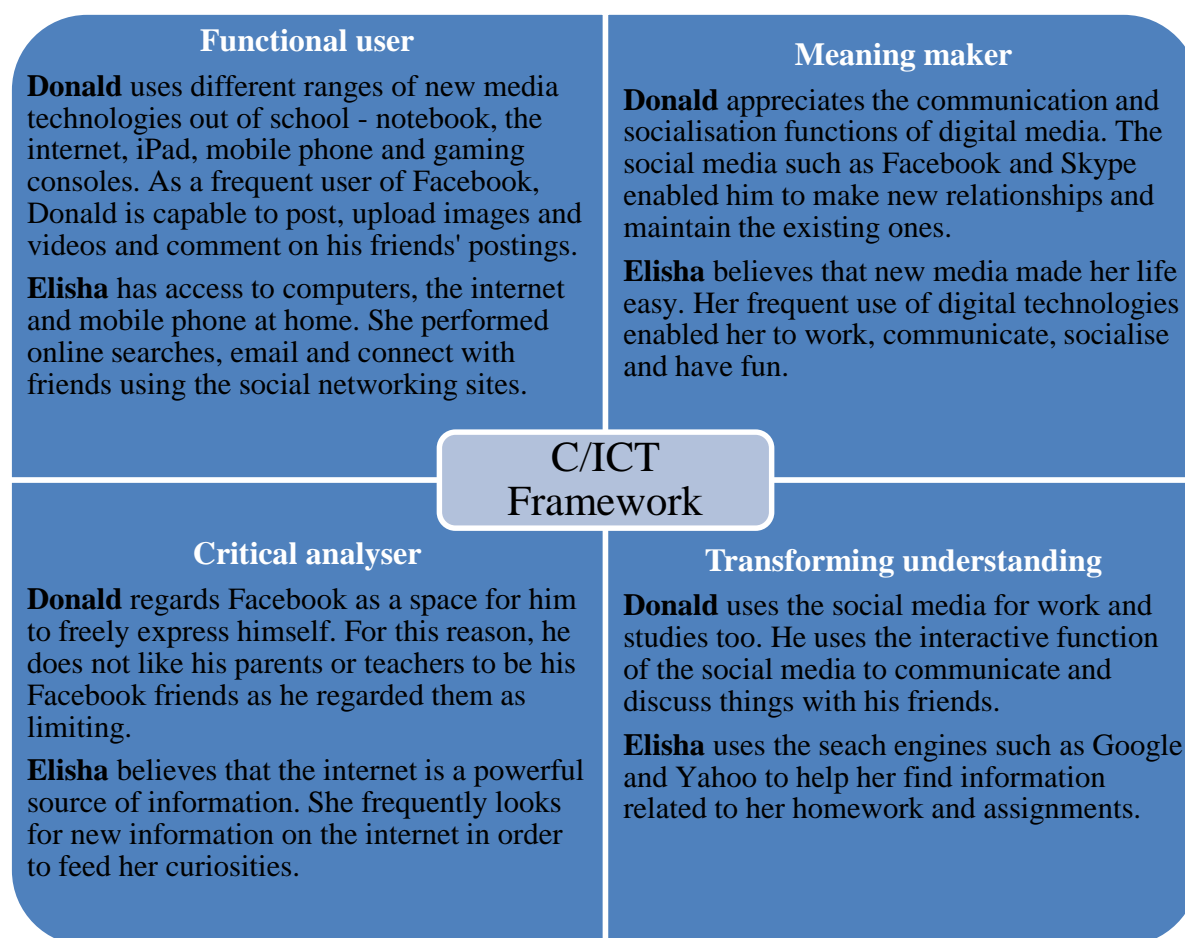 Functional user
Donald uses different ranges of new media
technologies out of school - notebook, the
internet, iPad, mobile phone and gaming
consoles. As a frequent user of Facebook,
Donald is capable to post, upload images and
videos and comment on his friends' postings.
Elisha has access to computers, the internet
and mobile phone at home. She performed
online searches, email and connect with
friends using the social networking sites.
Meaning maker
Donald appreciates the communication and
socialisation functions of digital media. The
social media such as Facebook and Skype
enabled him to make new relationships and
maintain the existing ones.
Elisha believes that new media made her life
easy. Her frequent use of digital technologies
enabled her to work, communicate, socialise
and have fun.
C/ICT
Framework
Critical analyser
Donald regards Facebook as a space for him
to freely express himself. For this reason, he
does not like his parents or teachers to be his
Facebook friends as he regarded them as
limiting.
Elisha believes that the internet is a powerful
source of information. She frequently looks
for new information on the internet in order
to feed her curiosities.
Transforming understanding
Donald uses the social media for work and
studies too. He uses the interactive function
of the social media to communicate and
discuss things with his friends.
Elisha uses the seach engines such as Google
and Yahoo to help her find information
related to her homework and assignments.